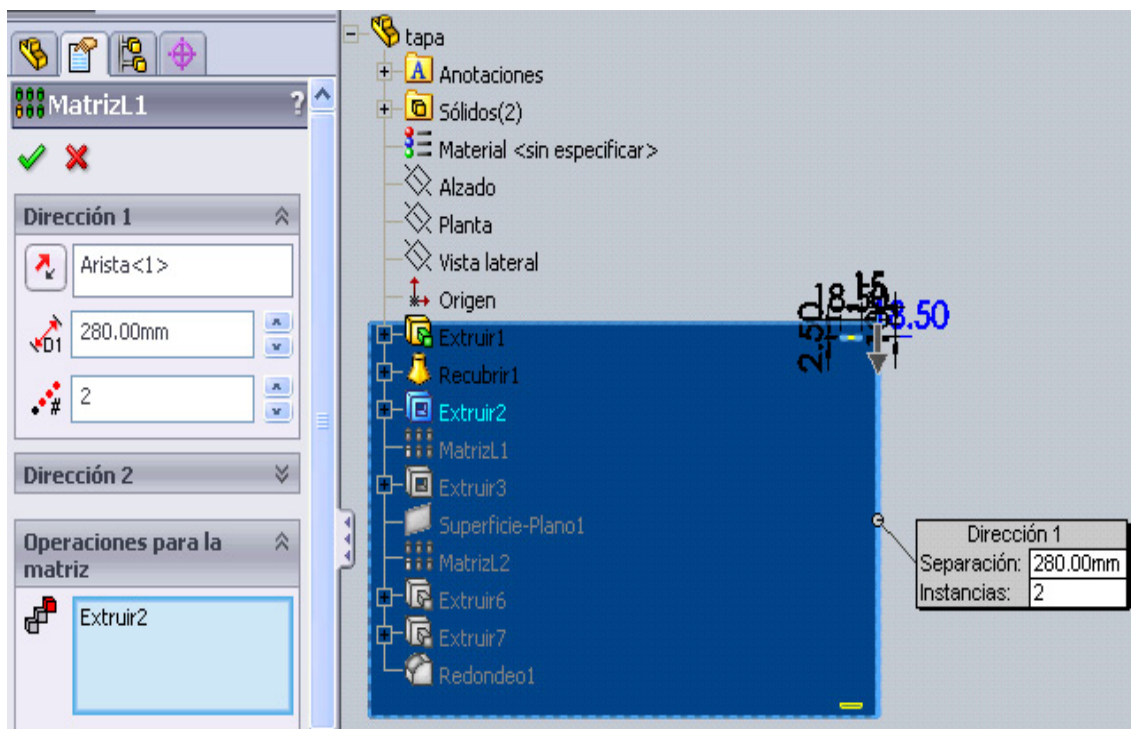 MatrizL1 ?
Dirección 1
Arista<1>
D1
280.00mm
#
2
Dirección 2
Operaciones para la
matriz
Extruir2
tapa
A Anotaciones
Sólidos(2)
Material <sin especificar>
Alzado
Planta
Vista lateral
Origen
Extruir1
Recubrir1
Extruir2
MatrizL1
Extruir3
Superficie-Plano1
MatrizL2
Extruir6
Extruir7
Redondeo1
15
2.50
Dirección 1
Separación: 280.00mm
Instancias: 2